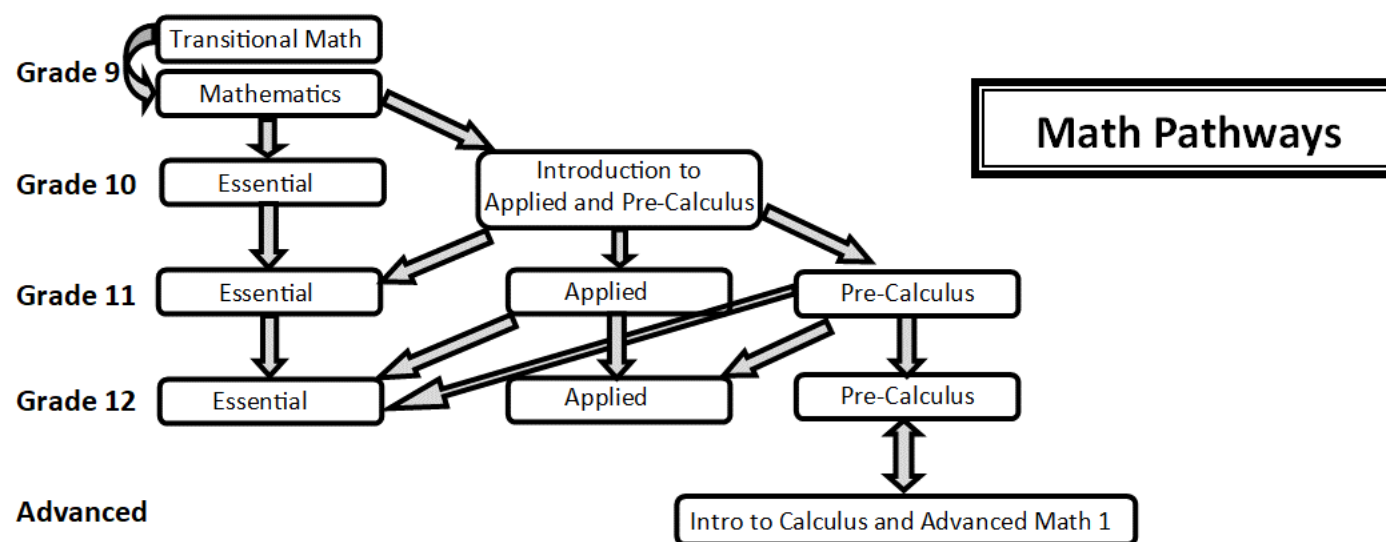 Transitional Math
Grade 9
Mathematics
Math Pathways
Grade 10
Essential
Introduction to
Applied and Pre-Calculus
Grade 11
Essential
Applied
Pre-Calculus
Grade 12
Essential
Applied
Pre-Calculus
Advanced
Intro to Calculus and Advanced Math 1